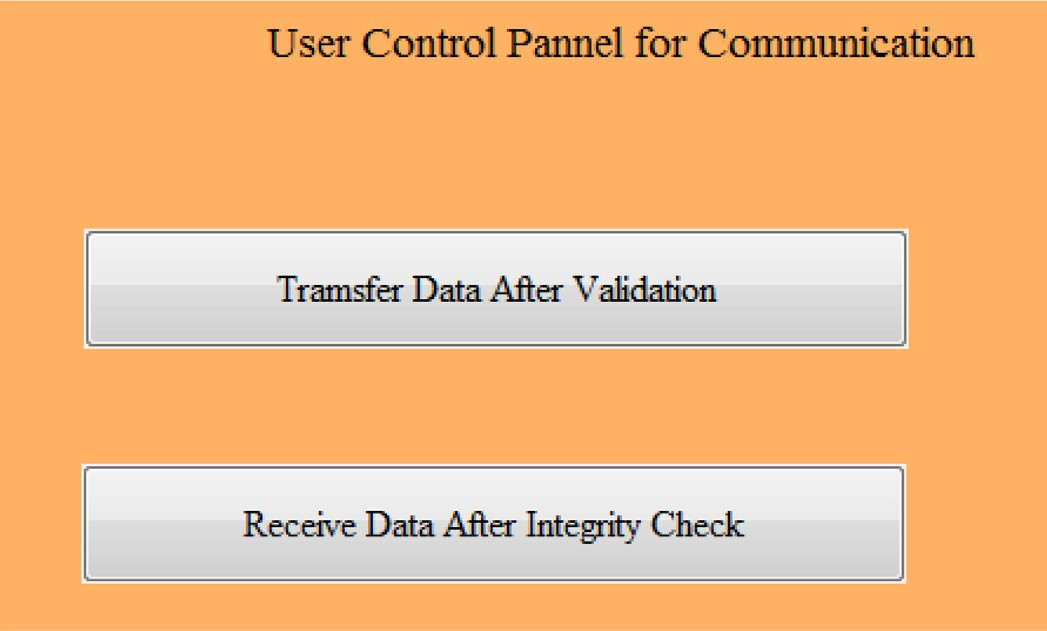 User Control Pannel for Communication
Tramsfer Data After Validation
Receive Data After Integrity Check